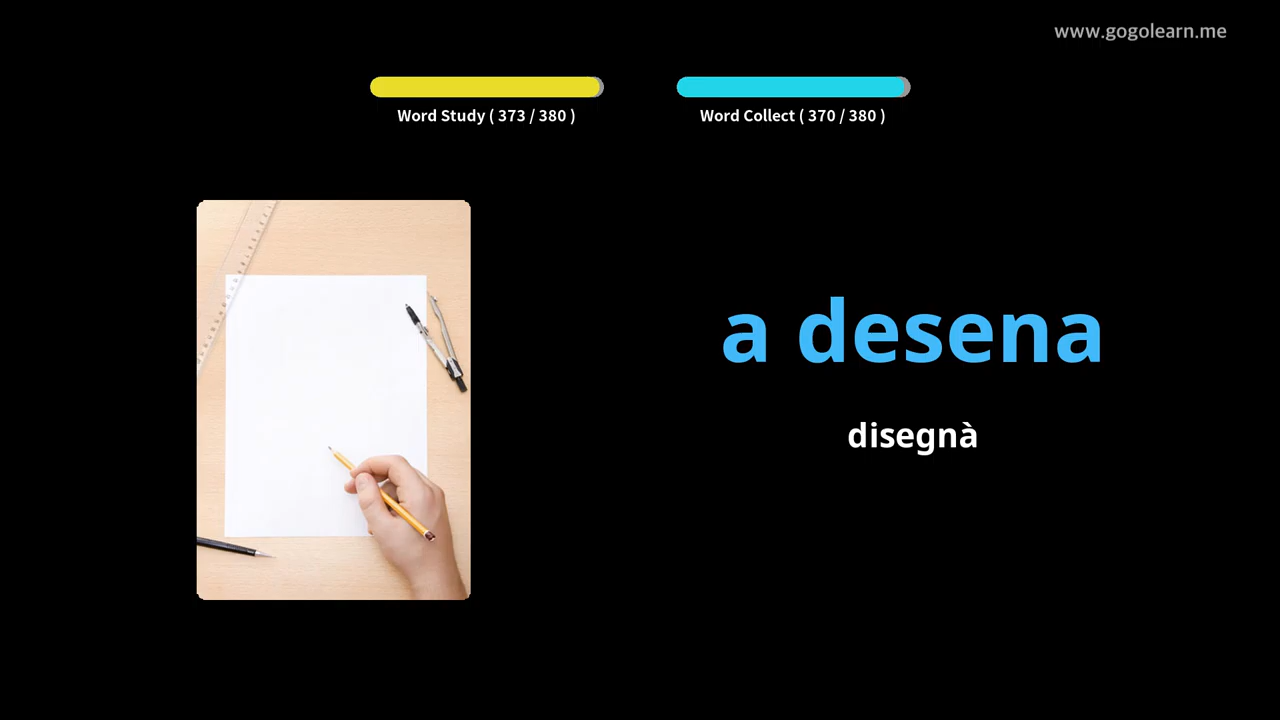 www.gogolearn.me
Word Study ( 373 / 380 )
Word Collect ( 370 / 380 )
a desena
disegnà